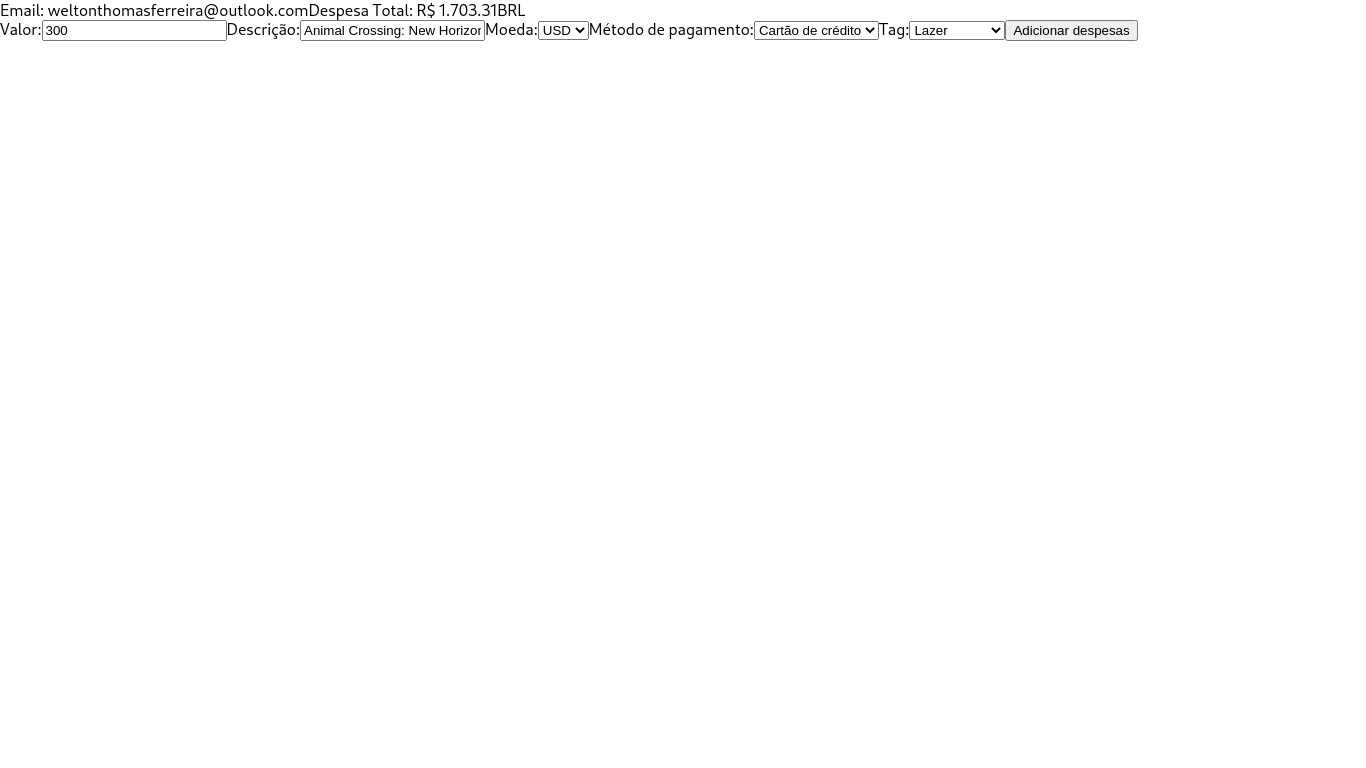 Email: weltonthomasferreira@outlook.comDespesa Total: R$ 1.703.31BRL
Valor: 300 Descrição: Animal Crossing: New Horizon Moeda: USD Método de pagamento: Cartão de crédito Tag: Lazer Adicionar despesas